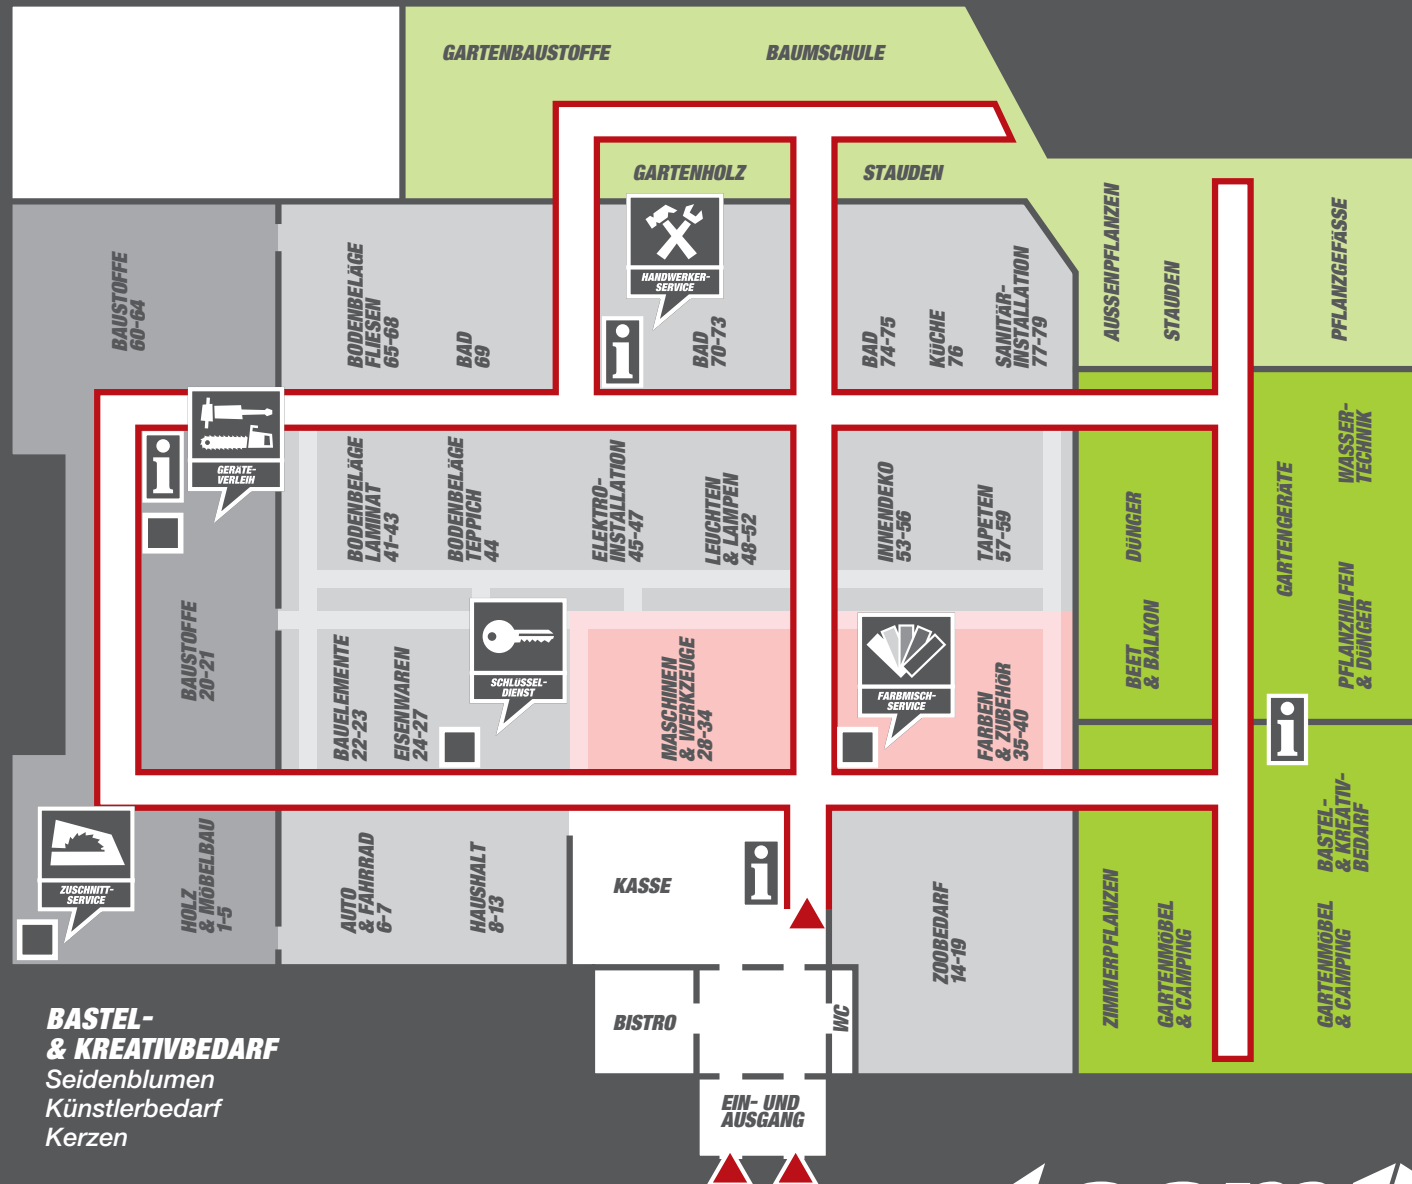 GARTENBAUSTOFFE
BAUMSCHULE
GARTENHOLZ
STAUDEN
HANDWERKER-
SERVICE
BAUSTOFFE
60-64
BODENBELÄGE
FLIESEN
65-68
BAD
69
i
BAD
70-73
BAD
74-75
KÜCHE
76
SANITÄR-
INSTALLATION
77-79
AUSSENPFLANZEN
STAUDEN
PFLANZGEFÄSSE
i
GERÄTE-
VERLEIH
BODENBELÄGE
LAMINAT
41-43
BODENBELÄGE
TEPPICH
44
ELEKTRO-
INSTALLATION
45-47
LEUCHTEN
& LAMPEN
48-52
INNENDEKO
53-56
TAPETEN
57-59
DÜNGER
GARTENGERÄTE
WASSER-
TECHNIK
BAUSTOFFE
20-21
BAUELEMENTE
22-23
EISENWAREN
24-27
SCHLÜSSEL-
DIENST
MASCHINEN
& WERKZEUGE
28-34
FARBMISCH-
SERVICE
FARBEN
& ZUBEHÖR
35-40
BEET
& BALKON
PFLANZHILFEN
& DÜNGER
i
ZUSCHNITT-
SERVICE
HOLZ
& MÖBELBAU
1-5
AUTO
& FAHRRAD
6-7
HAUSHALT
8-13
KASSE
i
ZOOBEDARF
14-19
ZIMMERPFLANZEN
GARTENMÖBEL
& CAMPING
BASTEL-
& KREATIV-
BEDARF
GARTENMÖBEL
& CAMPING
BISTRO
WC
EIN- UND
AUSGANG
BASTEL-
& KREATIVBEDARF
Seidenblumen
Künstlerbedarf
Kerzen